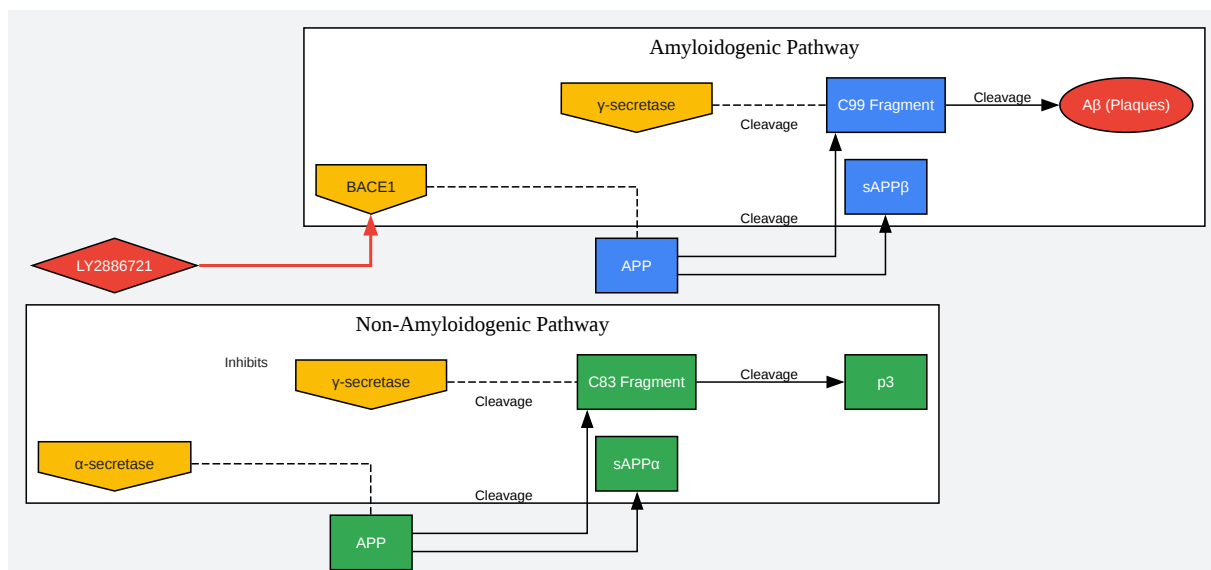 Amyloidogenic Pathway
γ-secretase
Cleavage
C99 Fragment
Cleavage
Aβ (Plaques)
BACE1
sAPPβ
Cleavage
LY2886721
APP
Non-Amyloidogenic Pathway
Inhibits
γ-secretase
Cleavage
C83 Fragment
Cleavage
p3
α-secretase
sAPPα
Cleavage
APP